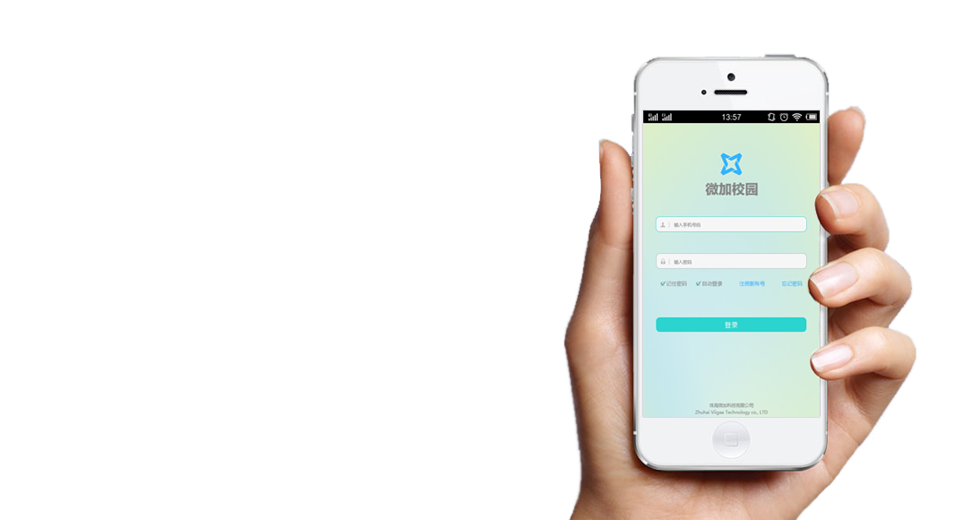 13:57
微加校园
输入手机号码
输入密码
记住密码 自动登录 注册新账号 忘记密码
登录
珠海微加科技有限公司
Zhuhai Vigaa Technology co., LTD